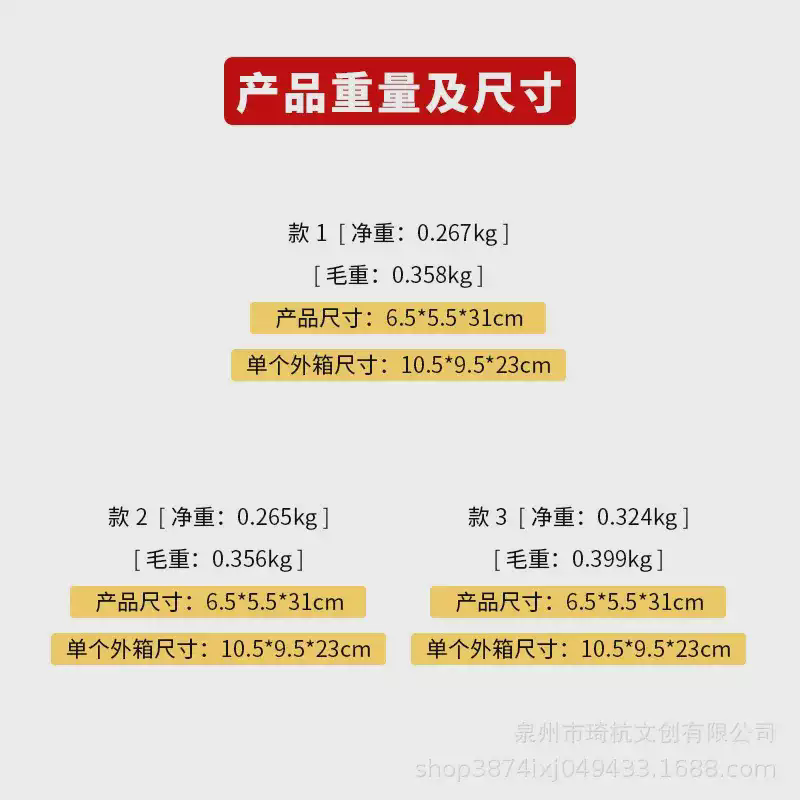 产品重量及尺寸
款 1 [ 净重：0.267kg ]
[ 毛重：0.358kg ]
产品尺寸：6.5*5.5*31cm
单个外箱尺寸：10.5*9.5*23cm
款 2 [ 净重：0.265kg ]
[ 毛重：0.356kg ]
产品尺寸：6.5*5.5*31cm
单个外箱尺寸：10.5*9.5*23cm
款 3 [ 净重：0.324kg ]
[ 毛重：0.399kg ]
产品尺寸：6.5*5.5*31cm
单个外箱尺寸：10.5*9.5*23cm
泉州市琦杭文创有限公司
shop3874ixj049433.1688.com